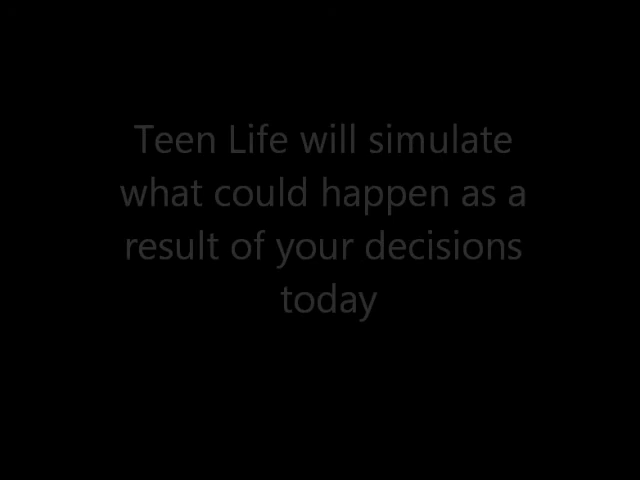 Teen Life will simulate
what could happen as a
result of your decisions
today